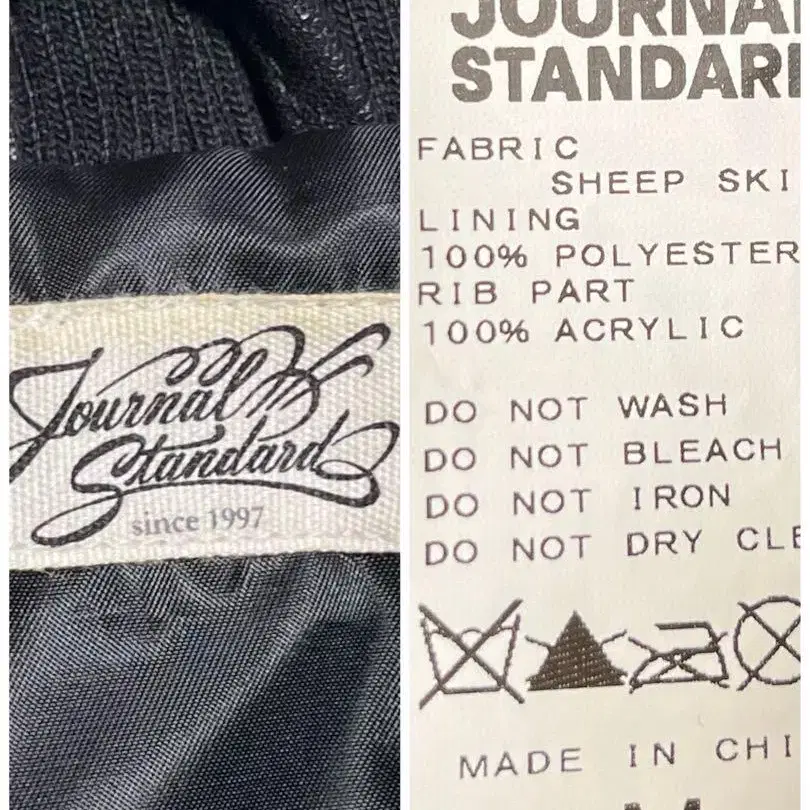 Journal
Standard
since 1997
JOURNAL
STANDARD
FABRIC
SHEEP SKI
LINING
100% POLYESTER
RIB PART
100% ACRYLIC
DO NOT WASH
DO NOT BLEACH
DO NOT IRON
DO NOT DRY CLE
MADE IN CHI